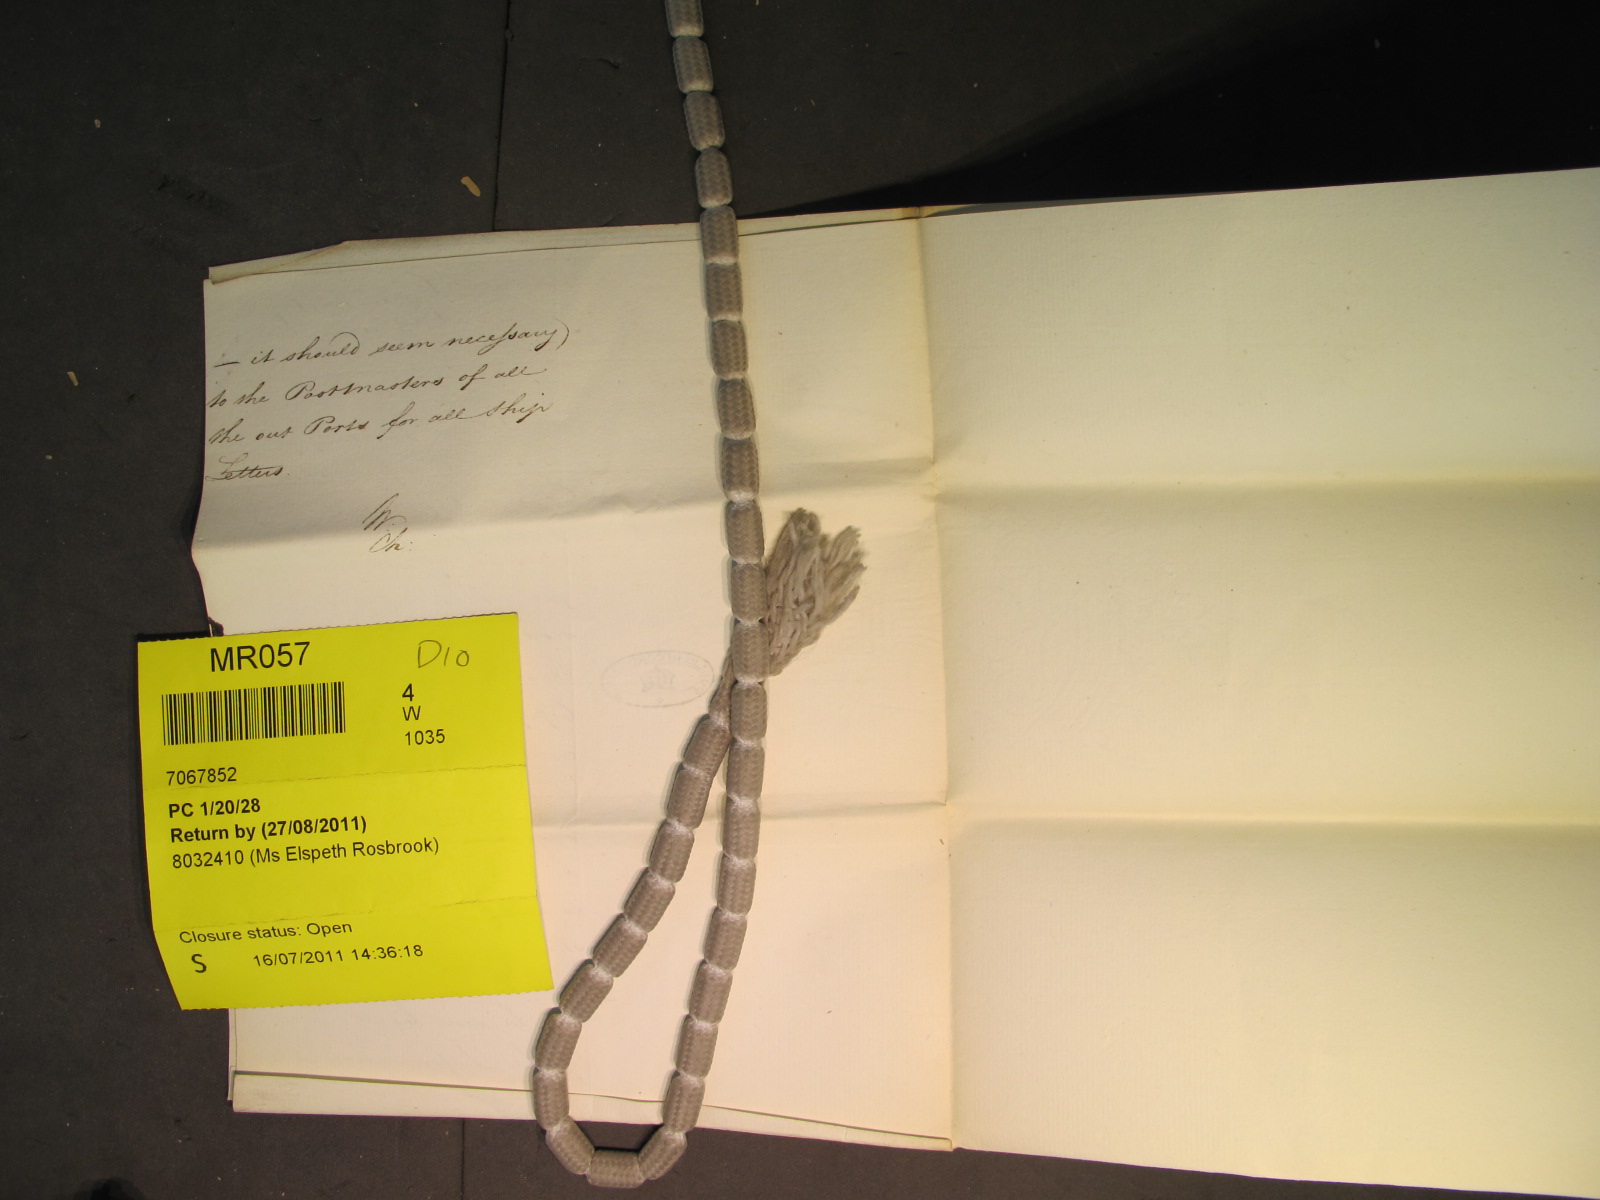 — it should seem necessary)
to the Postmasters of all
the out Ports for all Ship
Letters.
W.
Ch:
MR057
D10
4
W
1035
7067852
PC 1/20/28
Return by (27/08/2011)
8032410 (Ms Elspeth Rosbrook)
Closure status: Open
S
16/07/2011 14:36:18